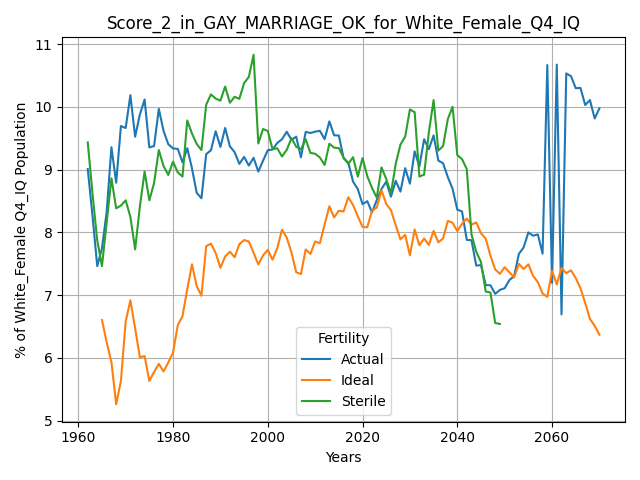 Score_2_in_GAY_MARRIAGE_OK_for_White_Female_Q4_IQ
% of White_Female Q4_IQ Population
11
10
9
8
7
6
5
Fertility
Actual
Ideal
Sterile
1960 1980 2000 2020 2040 2060
Years